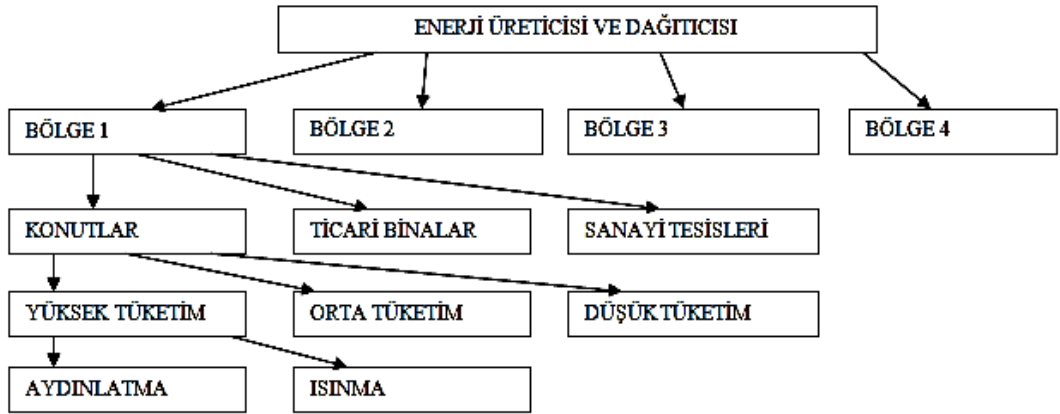 ENERJİ ÜRETİCİSİ VE DAĞITICISI
BÖLGE 1
BÖLGE 2
BÖLGE 3
BÖLGE 4
KONUTLAR
TİCARİ BİNALAR
SANAYİ TESİSLERİ
YÜKSEK TÜKETİM
ORTA TÜKETİM
DÜŞÜK TÜKETİM
AYDINLATMA
ISINMA